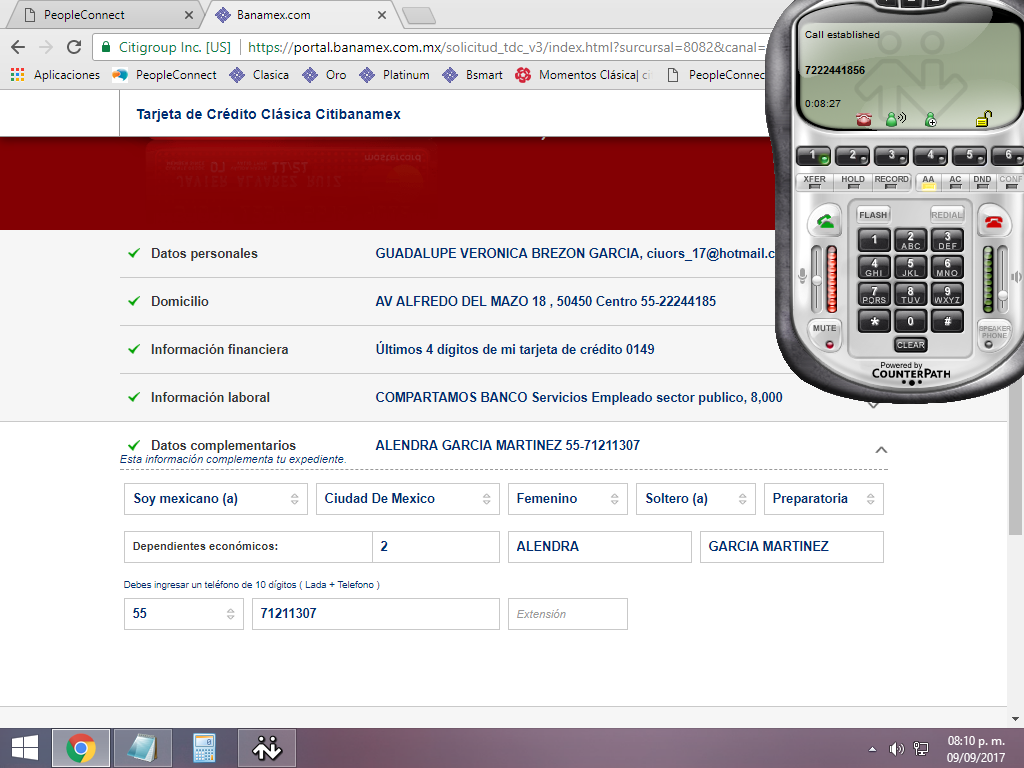 PeopleConnect
Banamex.com
Citigroup Inc. [US]
https://portal.banamex.com.mx/solicitud_tdc_v3/index.html?surcursal=8082&canal=
Aplicaciones
PeopleConnect
Clasica
Oro
Platinum
Bsmart
Momentos Clásica| ci
PeopleConnec
Tarjeta de Crédito Clásica Citibanamex
Datos personales
GUADALUPE VERONICA BREZON GARCIA, ciuors_17@hotmail.c
Domicilio
AV ALFREDO DEL MAZO 18 , 50450 Centro 55-22244185
Información financiera
Últimos 4 dígitos de mi tarjeta de crédito 0149
Información laboral
COMPARTAMOS BANCO Servicios Empleado sector publico, 8,000
Datos complementarios
ALENDRA GARCIA MARTINEZ 55-71211307
Esta información complementa tu expediente.
Soy mexicano (a)
Ciudad De Mexico
Femenino
Soltero (a)
Preparatoria
Dependientes económicos:
2
ALENDRA
GARCIA MARTINEZ
Debes ingresar un teléfono de 10 dígitos ( Lada + Telefono )
55
71211307
Extensión
Call established
7222441856
0:08:27
1 2 3 4 5 6
XFER HOLD RECORD AA AC DND CONF
FLASH REDIAL
1 2 ABC 3 DEF
4 GHI 5 JKL 6 MNO
7 PQRS 8 TUV 9 WXYZ
* 0 #
MUTE
SPEAKER PHONE
CLEAR
Powered by
COUNTERPATH
08:10 p. m.
09/09/2017